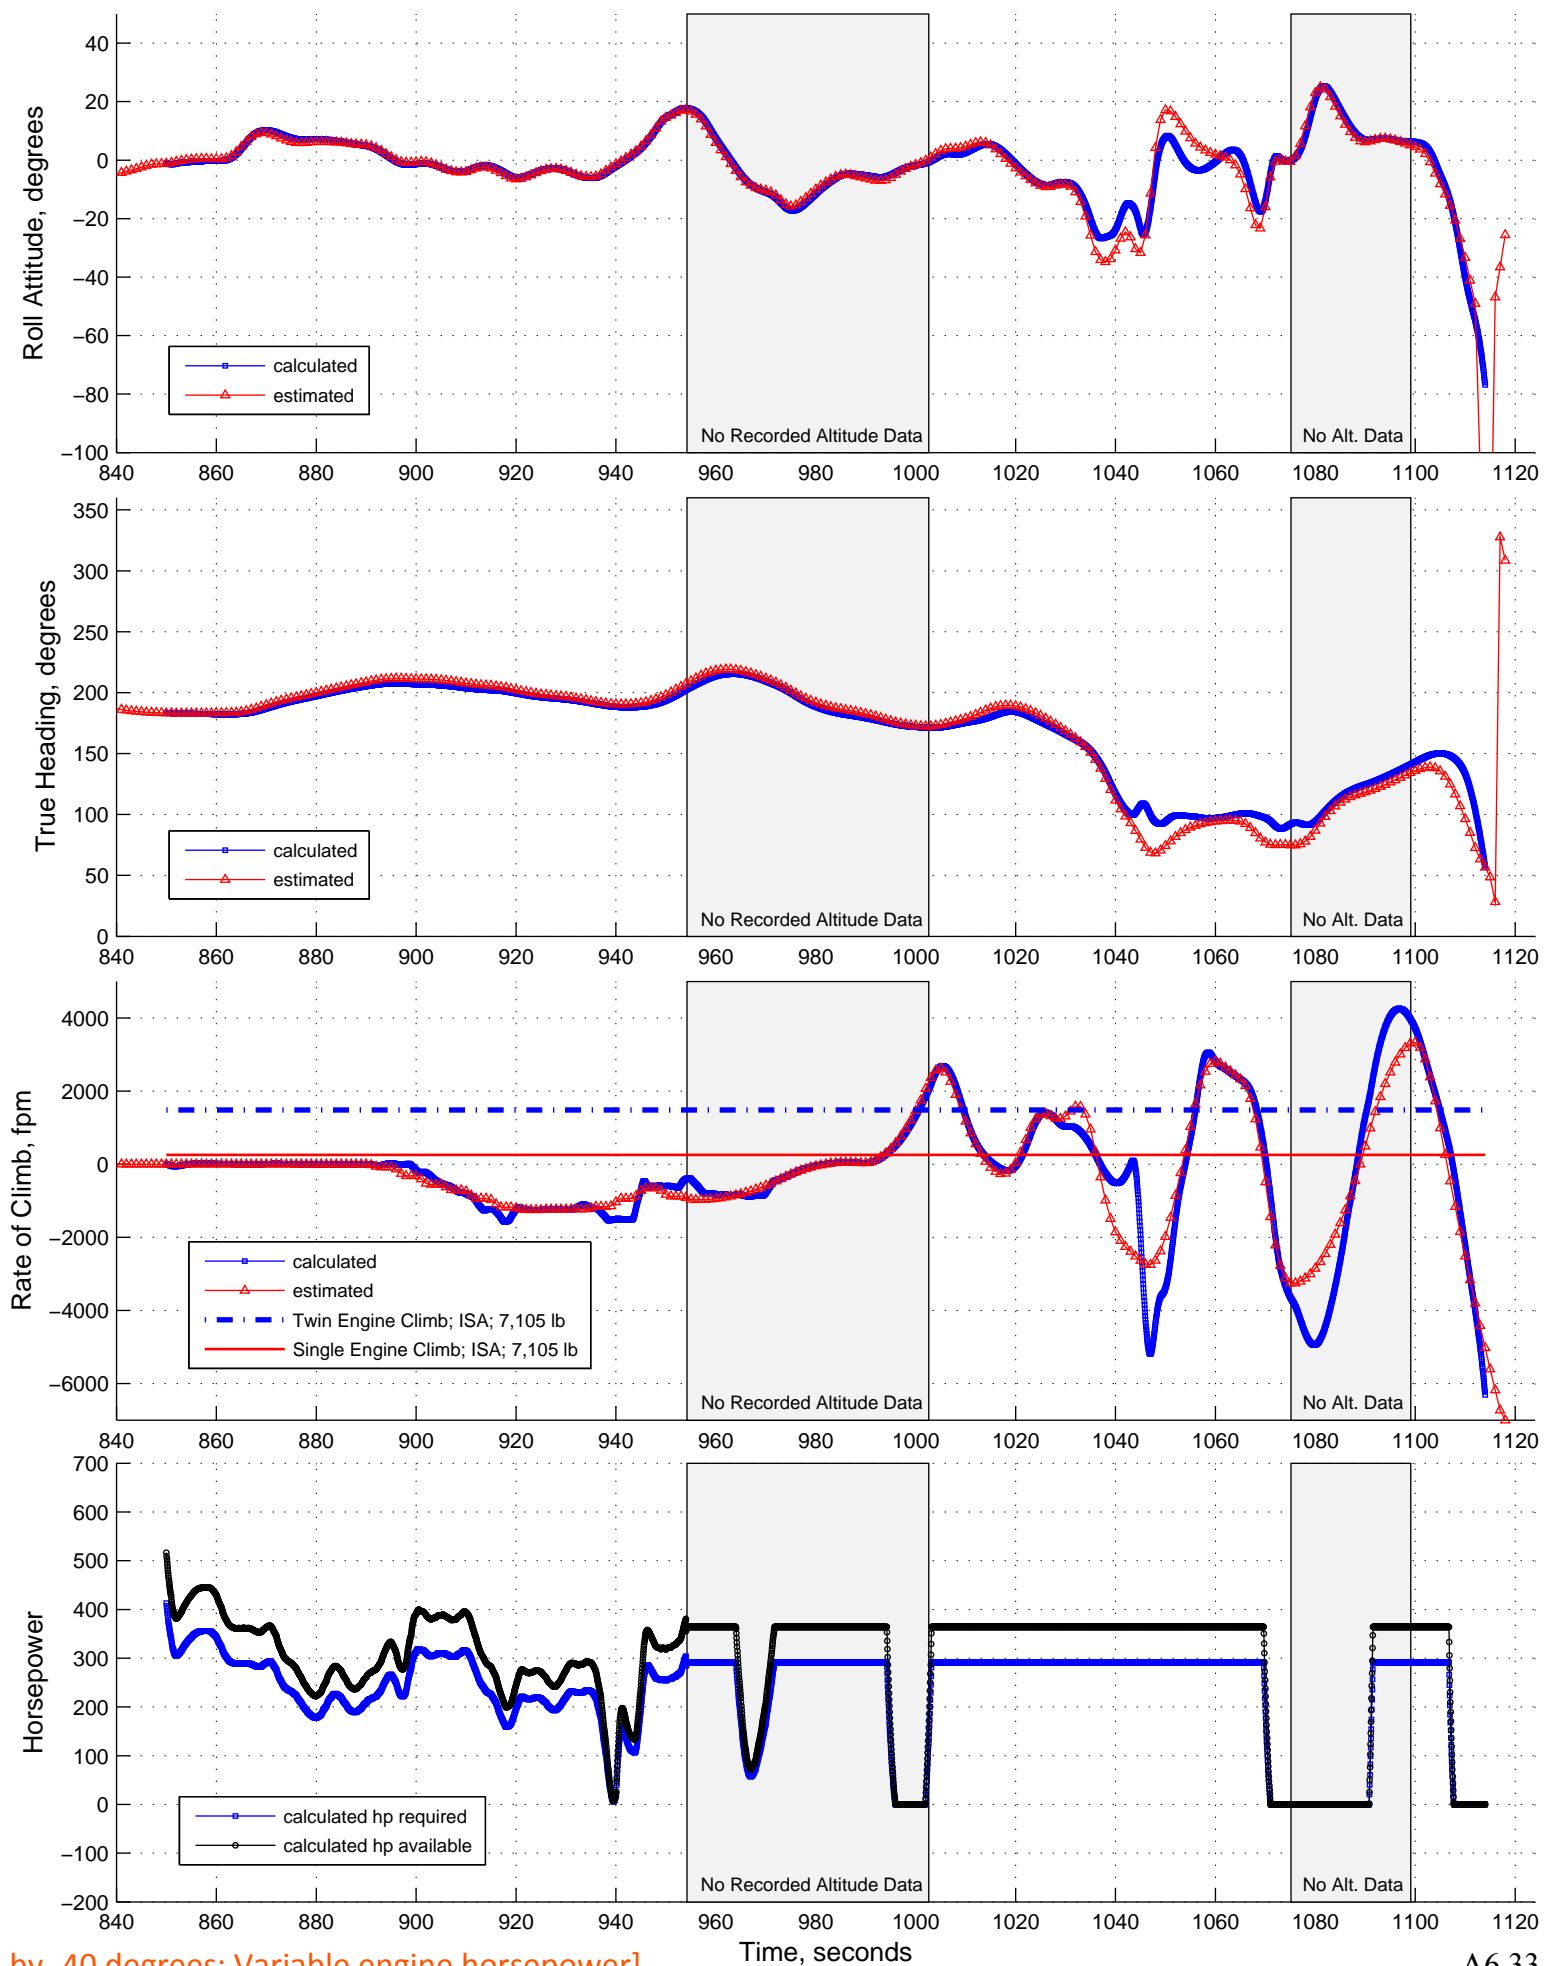 Roll Attitude, degrees
40
20
0
−20
−40
−60
−80
−100
calculated
estimated
No Recorded Altitude Data
No Alt. Data
840 860 880 900 920 940 960 980 1000 1020 1040 1060 1080 1100 1120
True Heading, degrees
350
300
250
200
150
100
50
0
calculated
estimated
No Recorded Altitude Data
No Alt. Data
840 860 880 900 920 940 960 980 1000 1020 1040 1060 1080 1100 1120
Rate of Climb, fpm
4000
2000
0
−2000
−4000
−6000
calculated
estimated
Twin Engine Climb; ISA; 7,105 lb
Single Engine Climb; ISA; 7,105 lb
No Recorded Altitude Data
No Alt. Data
840 860 880 900 920 940 960 980 1000 1020 1040 1060 1080 1100 1120
Horsepower
700
600
500
400
300
200
100
0
−100
−200
calculated hp required
calculated hp available
No Recorded Altitude Data
No Alt. Data
840 860 880 900 920 940 960 980 1000 1020 1040 1060 1080 1100 1120
Time, seconds
by -40 degrees; Variable engine horsepower]
A6.33